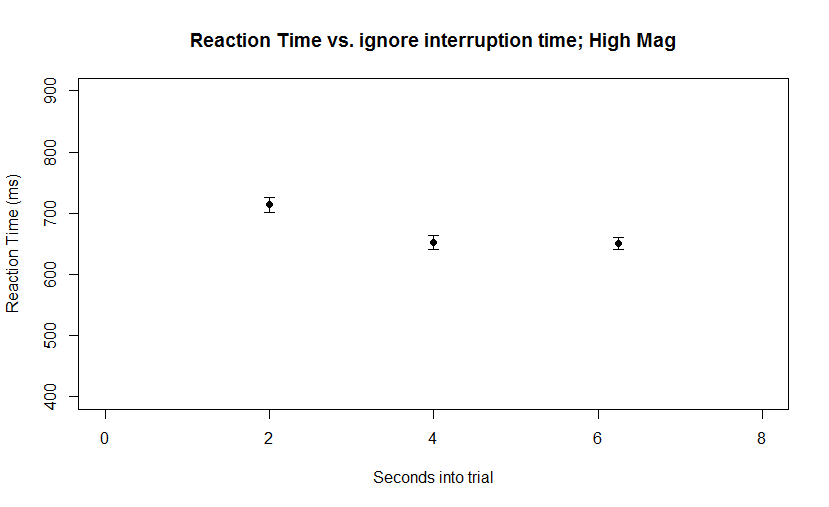 Reaction Time vs. ignore interruption time; High Mag
Reaction Time (ms)
900
800
700
600
500
400
0 2 4 6 8
Seconds into trial